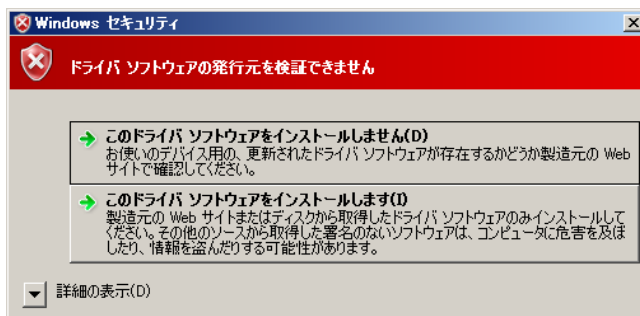 Windows セキュリティ
ドライバ ソフトウェアの発行元を検証できません
このドライバ ソフトウェアをインストールしません(D)
お使いのデバイス用の、更新されたドライバ ソフトウェアが存在するかどうか製造元の Web
サイトで確認してください。
このドライバ ソフトウェアをインストールします(I)
製造元の Web サイトまたはディスクから取得したドライバ ソフトウェアのみインストールして
ください。その他のソースから取得した署名のないソフトウェアは、コンピュータに危害を及ぼ
したり、情報を盗んだりする可能性があります。
詳細の表示(D)